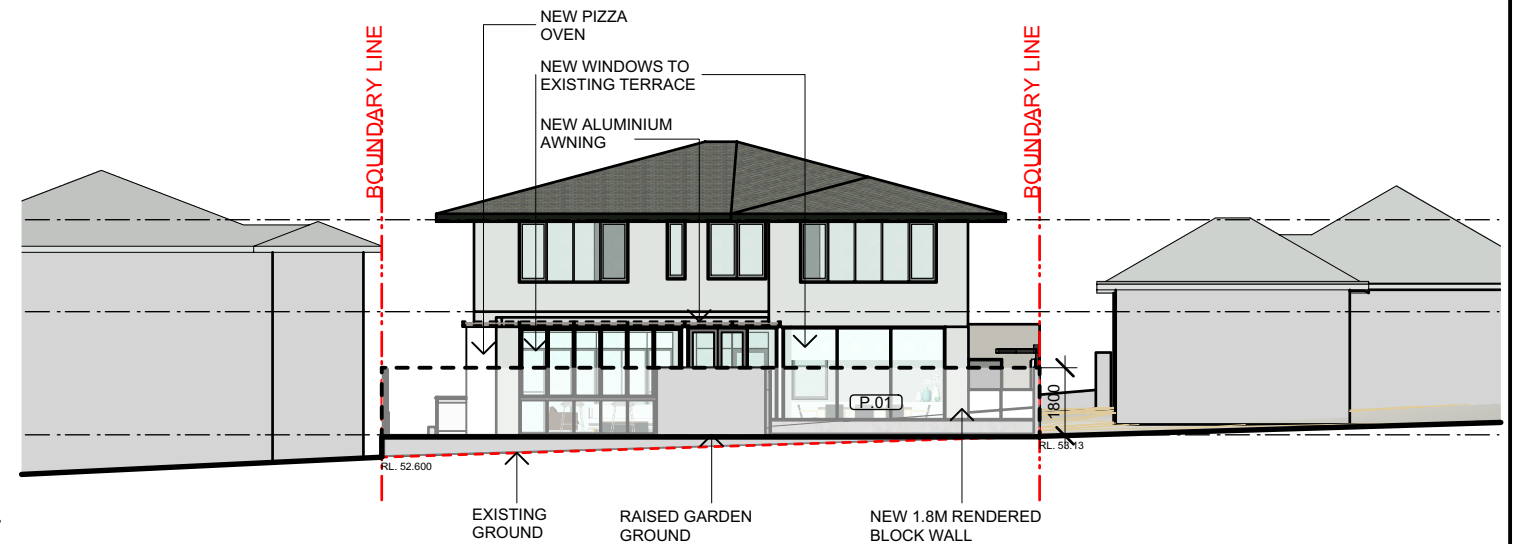 NEW PIZZA
OVEN
BOUNDARY LINE
BOUNDARY LINE
NEW WINDOWS TO
EXISTING TERRACE
NEW ALUMINIUM
AWNING
P.01
1800
RL. 52.600
RL. 53.13
EXISTING
GROUND
RAISED GARDEN
GROUND
NEW 1.8M RENDERED
BLOCK WALL